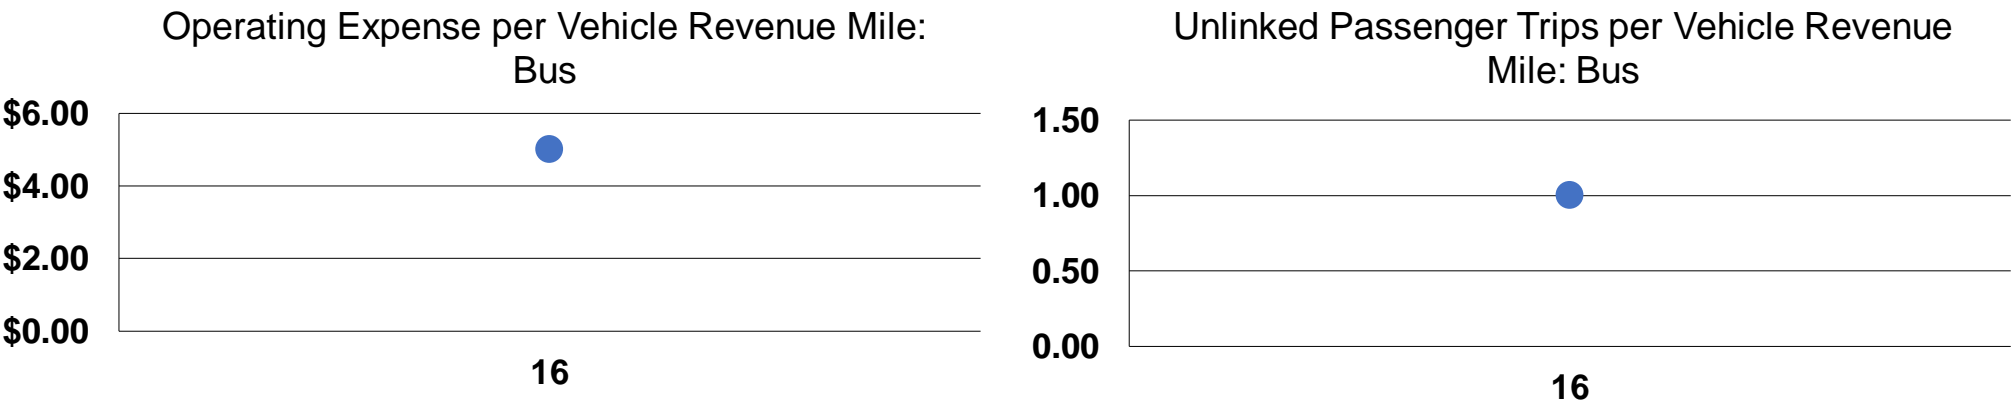 Operating Expense per Vehicle Revenue Mile:
Bus
$6.00
$4.00
$2.00
$0.00
16
Unlinked Passenger Trips per Vehicle Revenue
Mile: Bus
1.50
1.00
0.50
0.00
16